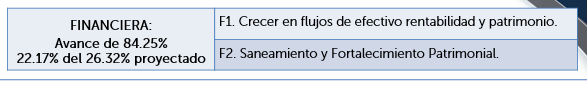 FINANCIERA:
Avance de 84.25%
22.17% del 26.32% proyectado
F1. Crecer en flujos de efectivo rentabilidad y patrimonio.
F2. Saneamiento y Fortalecimiento Patrimonial.